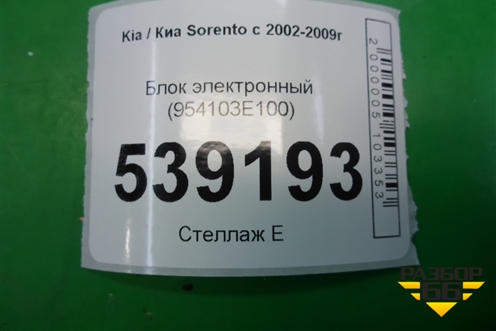 Kia / Киа Sorento с 2002-2009г
Блок электронный
(954103E100)
539193
Стеллаж Е
2000005103353
РАЗБОР
66